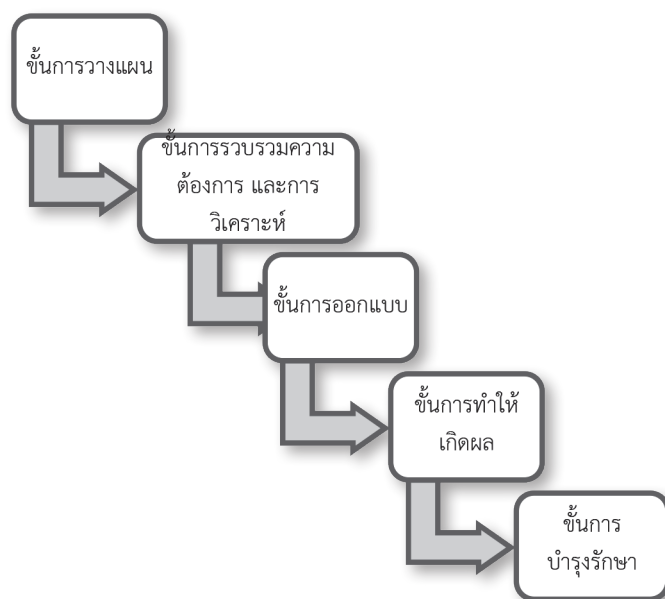 ขั้นการวางแผน
ขั้นการรวบรวมความ
ต้องการ และการ
วิเคราะห์
ขั้นการออกแบบ
ขั้นการทำให้
เกิดผล
ขั้นการ
บำรุงรักษา